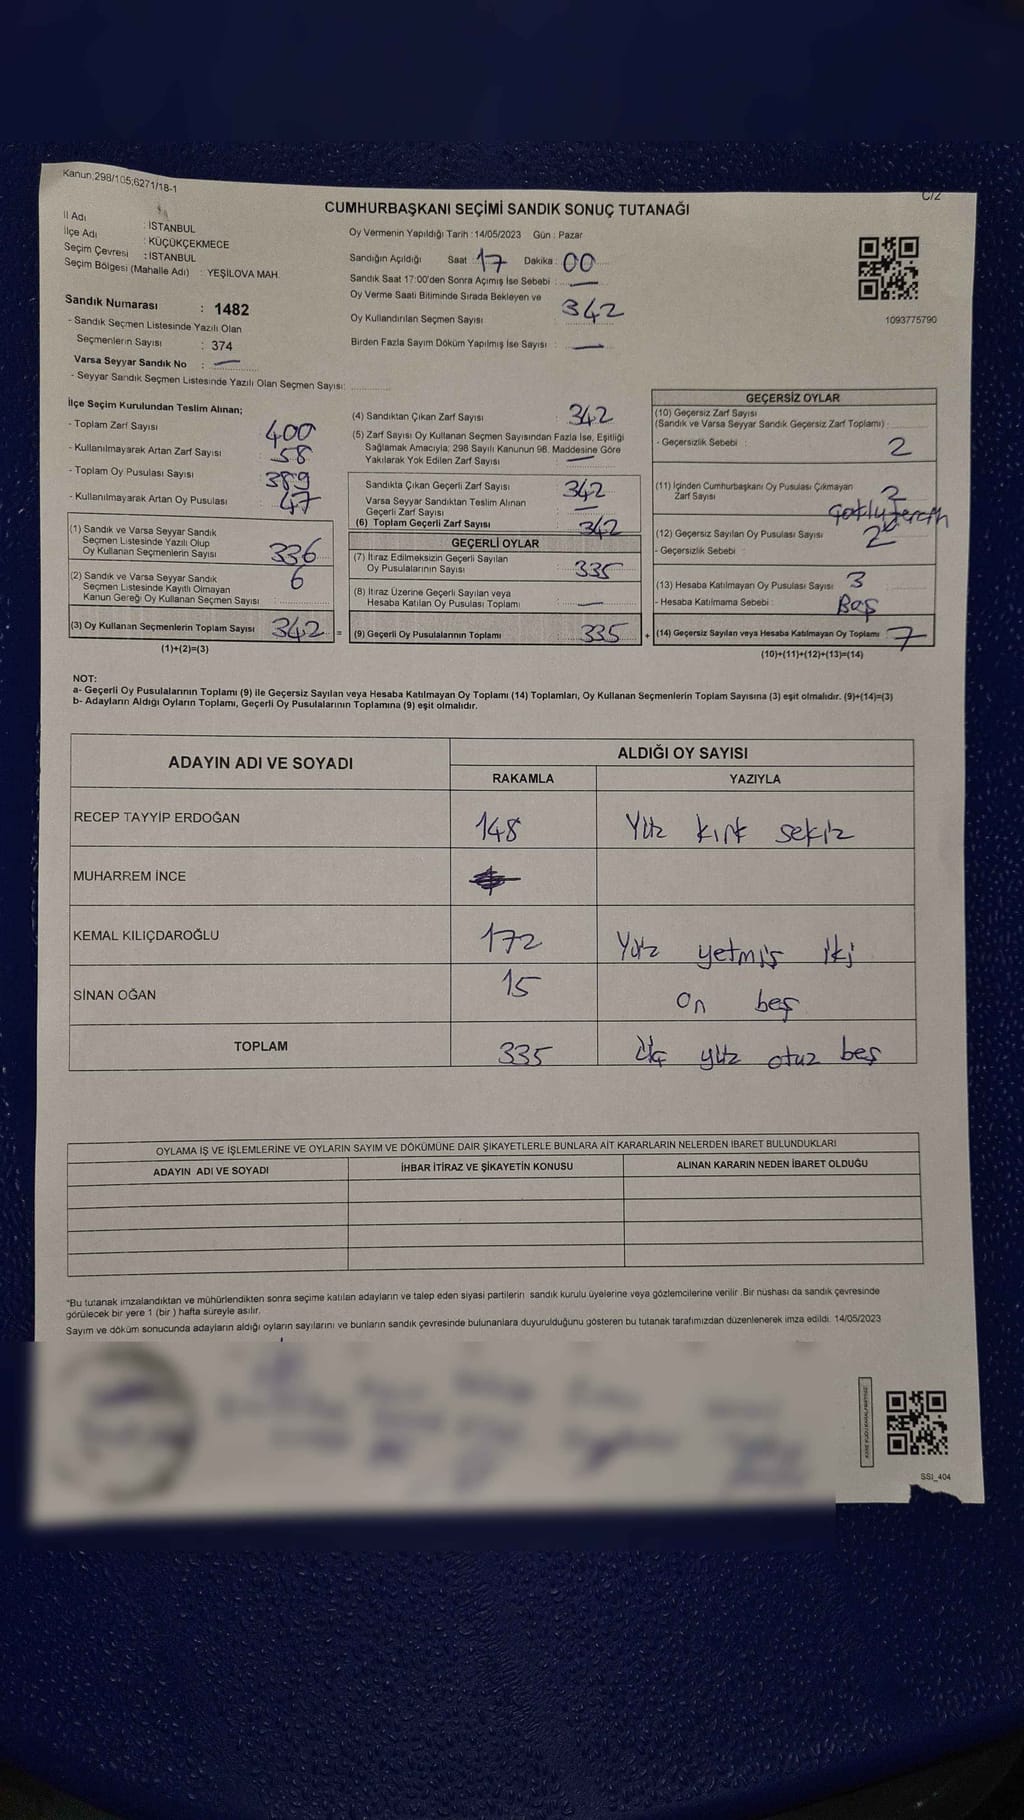 Kanun;298/105;6271/18-1
C/2
CUMHURBAŞKANI SEÇİMİ SANDIK SONUÇ TUTANAĞI
İl Adı : İSTANBUL
İlçe Adı : KÜÇÜKÇEKMECE
Seçim Çevresi : İSTANBUL
Seçim Bölgesi (Mahalle Adı) : YEŞİLOVA MAH.
Sandık Numarası : 1482
- Sandık Seçmen Listesinde Yazılı Olan
Seçmenlerin Sayısı : 374
Varsa Seyyar Sandık No : —
- Seyyar Sandık Seçmen Listesinde Yazılı Olan Seçmen Sayısı:
Oy Vermenin Yapıldığı Tarih : 14/05/2023 Gün : Pazar
Sandığın Açıldığı Saat : 17 Dakika : 00
Sandık Saat 17:00'den Sonra Açımış İse Sebebi : —
Oy Verme Saati Bitiminde Sırada Bekleyen ve
Oy Kullandırılan Seçmen Sayısı : 342
Birden Fazla Sayım Döküm Yapılmış İse Sayısı : —
1093775790
İlçe Seçim Kurulundan Teslim Alınan;
- Toplam Zarf Sayısı : 400
- Kullanılmayarak Artan Zarf Sayısı : 58
- Toplam Oy Pusulası Sayısı : 389
- Kullanılmayarak Artan Oy Pusulası : 47
(1) Sandık ve Varsa Seyyar Sandık
Seçmen Listesinde Yazılı Olup
Oy Kullanan Seçmenlerin Sayısı : 336
(2) Sandık ve Varsa Seyyar Sandık
Seçmen Listesinde Kayıtlı Olmayan
Kanun Gereği Oy Kullanan Seçmen Sayısı : 6
(3) Oy Kullanan Seçmenlerin Toplam Sayısı 342 =
(1)+(2)=(3)
(4) Sandıktan Çıkan Zarf Sayısı : 342
(5) Zarf Sayısı Oy Kullanan Seçmen Sayısından Fazla İse, Eşitliği
Sağlamak Amacıyla; 298 Sayılı Kanunun 98. Maddesine Göre
Yakılarak Yok Edilen Zarf Sayısı : —
Sandıkta Çıkan Geçerli Zarf Sayısı : 342
Varsa Seyyar Sandıktan Teslim Alınan
Geçerli Zarf Sayısı : —
(6) Toplam Geçerli Zarf Sayısı : 342
GEÇERLİ OYLAR
(7) İtiraz Edilmeksizin Geçerli Sayılan
Oy Pusulalarının Sayısı : 335
(8) İtiraz Üzerine Geçerli Sayılan veya
Hesaba Katılan Oy Pusulası Toplamı : —
(9) Geçerli Oy Pusulalarının Toplamı : 335 +
GEÇERSİZ OYLAR
(10) Geçersiz Zarf Sayısı
(Sandık ve Varsa Seyyar Sandık Geçersiz Zarf Toplamı) :
- Geçersizlik Sebebi : 2
(11) İçinden Cumhurbaşkanı Oy Pusulası Çıkmayan
Zarf Sayısı
(12) Geçersiz Sayılan Oy Pusulası Sayısı : 2
- Geçersizlik Sebebi :
(13) Hesaba Katılmayan Oy Pusulası Sayısı : 3
- Hesaba Katılmama Sebebi : Boş
(14) Geçersiz Sayılan veya Hesaba Katılmayan Oy Toplamı : 7
(10)+(11)+(12)+(13)=(14)
NOT:
a- Geçerli Oy Pusulalarının Toplamı (9) ile Geçersiz Sayılan veya Hesaba Katılmayan Oy Toplamı (14) Toplamları, Oy Kullanan Seçmenlerin Toplam Sayısına (3) eşit olmalıdır. (9)+(14)=(3)
b- Adayların Aldığı Oyların Toplamı, Geçerli Oy Pusulalarının Toplamına (9) eşit olmalıdır.
ADAYIN ADI VE SOYADI ALDIĞI OY SAYISI
RAKAMLA YAZIYLA
RECEP TAYYİP ERDOĞAN 148 Yüz kırk sekiz
MUHARREM İNCE
KEMAL KILIÇDAROĞLU 172 Yüz yetmiş iki
SİNAN OĞAN 15 on beş
TOPLAM 335 üç yüz otuz beş
OYLAMA İŞ VE İŞLEMLERİNE VE OYLARIN SAYIM VE DÖKÜMÜNE DAİR ŞİKAYETLERLE BUNLARA AİT KARARLARIN NELERDEN İBARET BULUNDUKLARI
ADAYIN ADI VE SOYADI İHBAR İTİRAZ VE ŞİKAYETİN KONUSU ALINAN KARARIN NEDEN İBARET OLDUĞU
"Bu tutanak imzalandıktan ve mühürlendikten sonra seçime katılan adayların ve talep eden siyasi partilerin sandık kurulu üyelerine veya gözlemcilerine verilir .Bir nüshası da sandık çevresinde
görülecek bir yere 1 (bir ) hafta süreyle asılır.
Sayım ve döküm sonucunda adayların aldığı oyların sayılarını ve bunların sandık çevresinde bulunanlara duyurulduğunu gösteren bu tutanak tarafımızdan düzenlenerek imza edildi. 14/05/2023
SSI_404